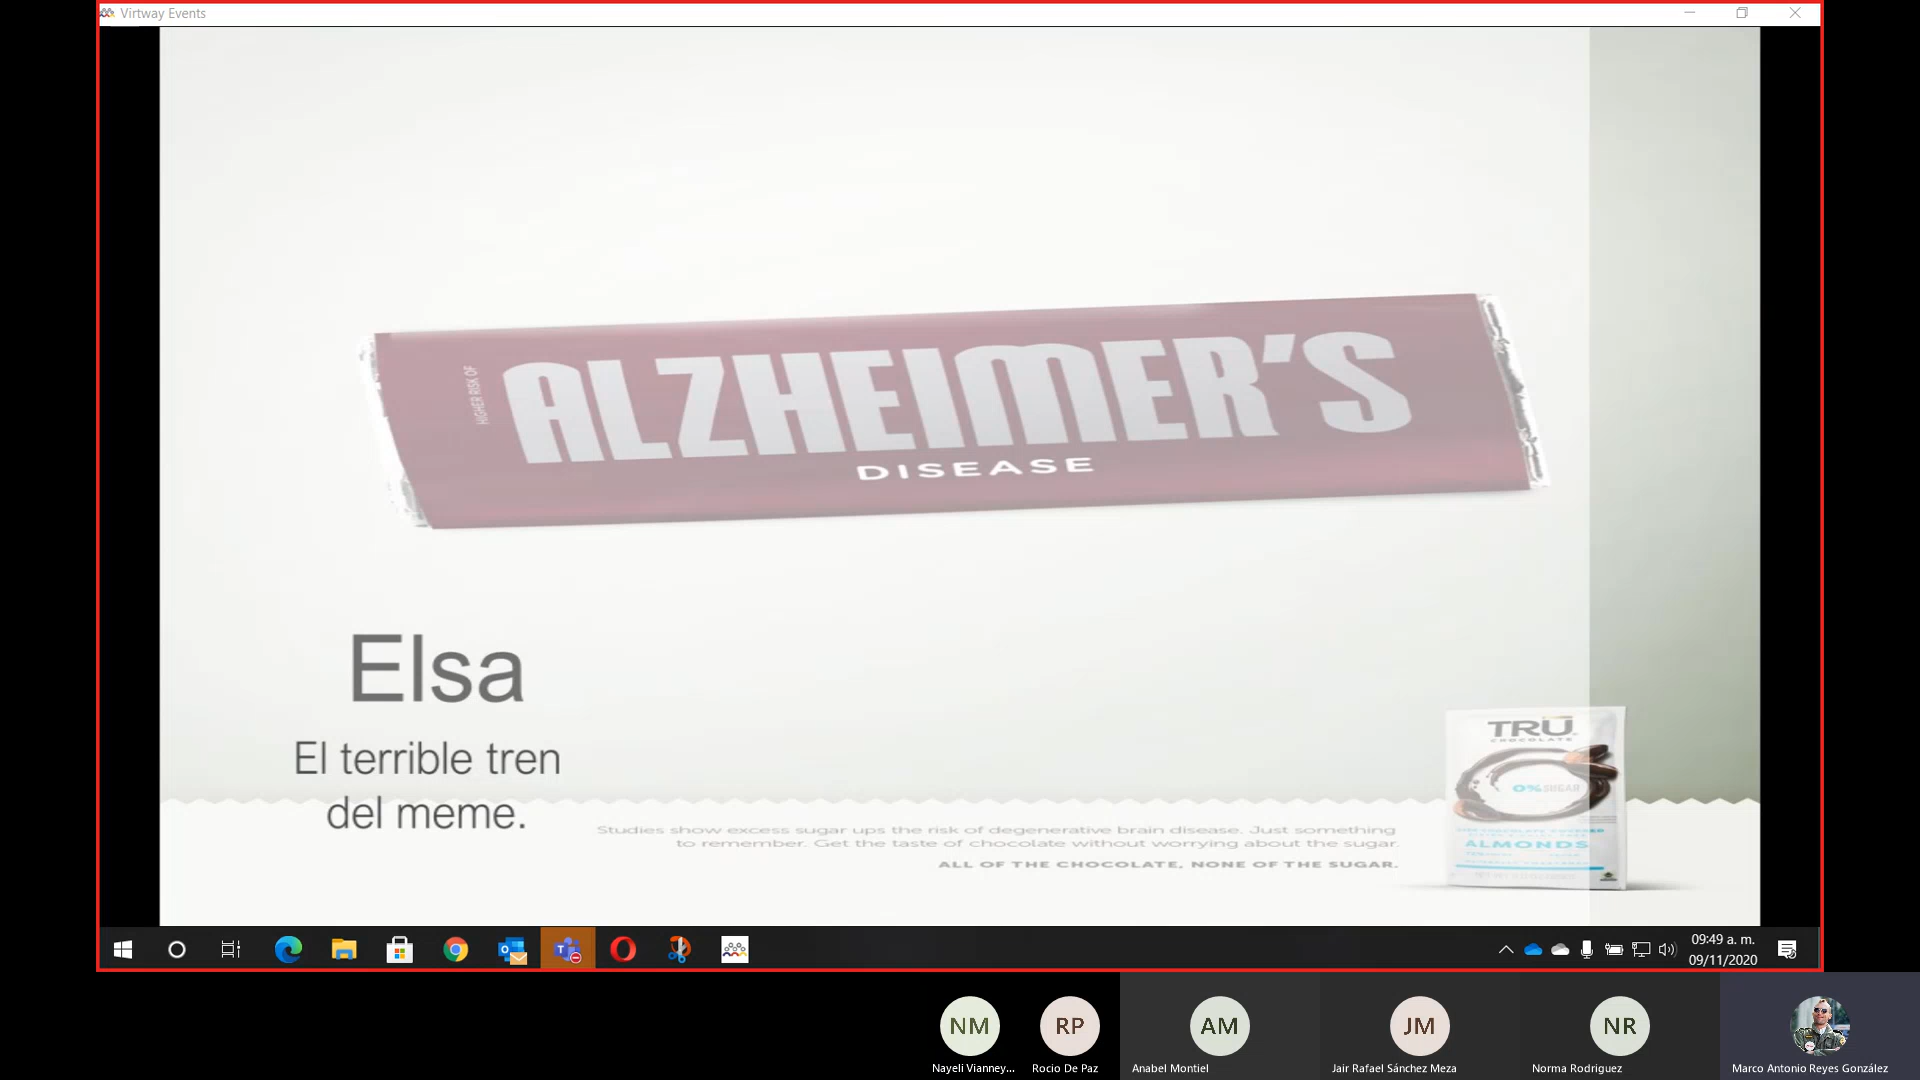 Virtway Events
HIGHER RISK OF
ALZHEIMER'S
DISEASE
Elsa
El terrible tren
del meme.
TRU
CHOCOLATE
0% SUGAR
ALMONDS
Studies show excess sugar ups the risk of degenerative brain disease. Just something
to remember. Get the taste of chocolate without worrying about the sugar.
ALL OF THE CHOCOLATE, NONE OF THE SUGAR.
09:49 a. m.
09/11/2020
NM
RP
AM
JM
NR
Nayeli Vianney...
Rocio De Paz
Anabel Montiel
Jair Rafael Sánchez Meza
Norma Rodriguez
Marco Antonio Reyes González